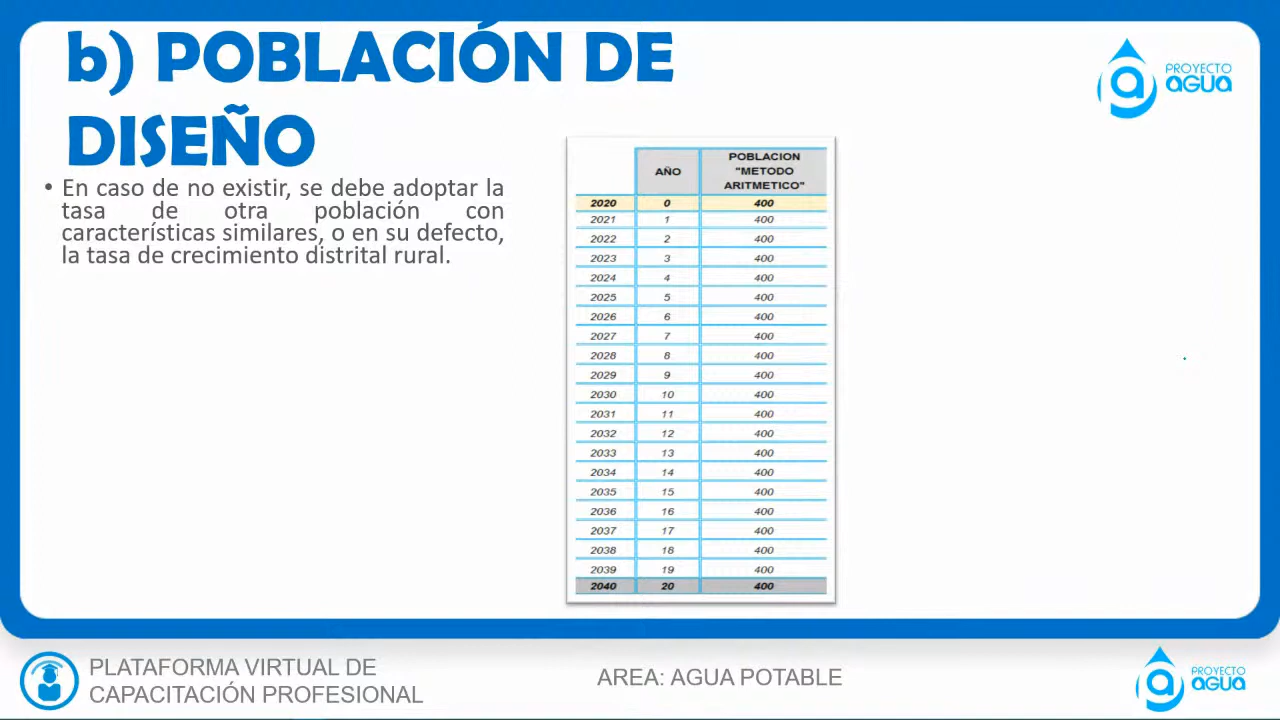 b) POBLACIÓN DE
DISEÑO
PROYECTO
AGUA
• En caso de no existir, se debe adoptar la
tasa de otra población con
características similares, o en su defecto,
la tasa de crecimiento distrital rural.
AÑO
POBLACION
"METODO
ARITMETICO"
2020 0 400
2021 1 400
2022 2 400
2023 3 400
2024 4 400
2025 5 400
2026 6 400
2027 7 400
2028 8 400
2029 9 400
2030 10 400
2031 11 400
2032 12 400
2033 13 400
2034 14 400
2035 15 400
2036 16 400
2037 17 400
2038 18 400
2039 19 400
2040 20 400
PLATAFORMA VIRTUAL DE
CAPACITACIÓN PROFESIONAL
AREA: AGUA POTABLE
PROYECTO
AGUA